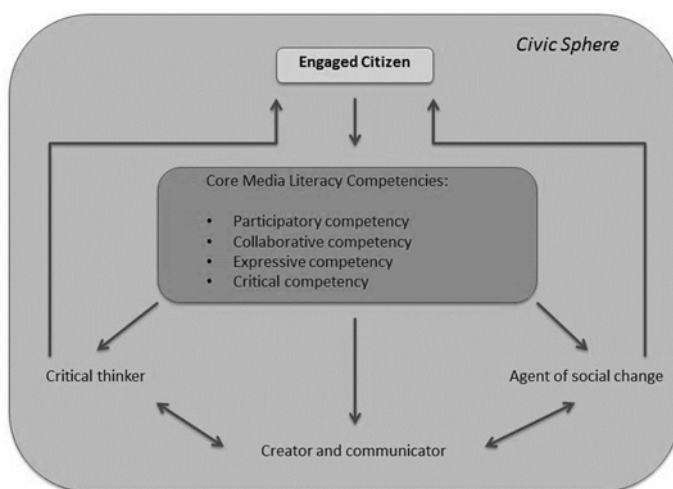 Civic Sphere
Engaged Citizen
Core Media Literacy Competencies:
• Participatory competency
• Collaborative competency
• Expressive competency
• Critical competency
Critical thinker
Agent of social change
Creator and communicator